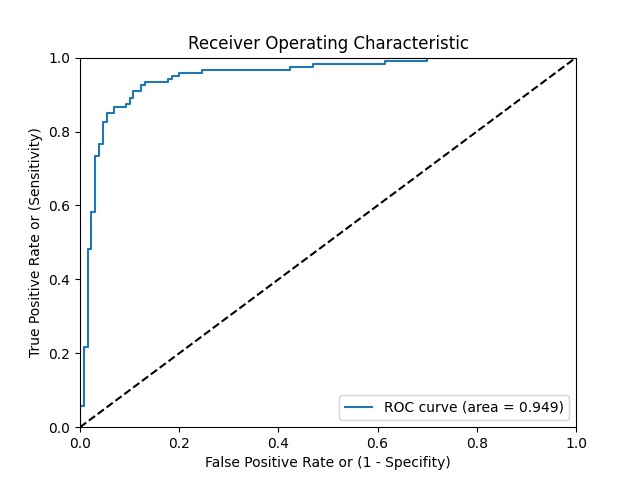 Receiver Operating Characteristic
1.0
0.8
0.6
0.4
0.2
0.0
True Positive Rate or (Sensitivity)
ROC curve (area = 0.949)
0.0 0.2 0.4 0.6 0.8 1.0
False Positive Rate or (1 - Specifity)